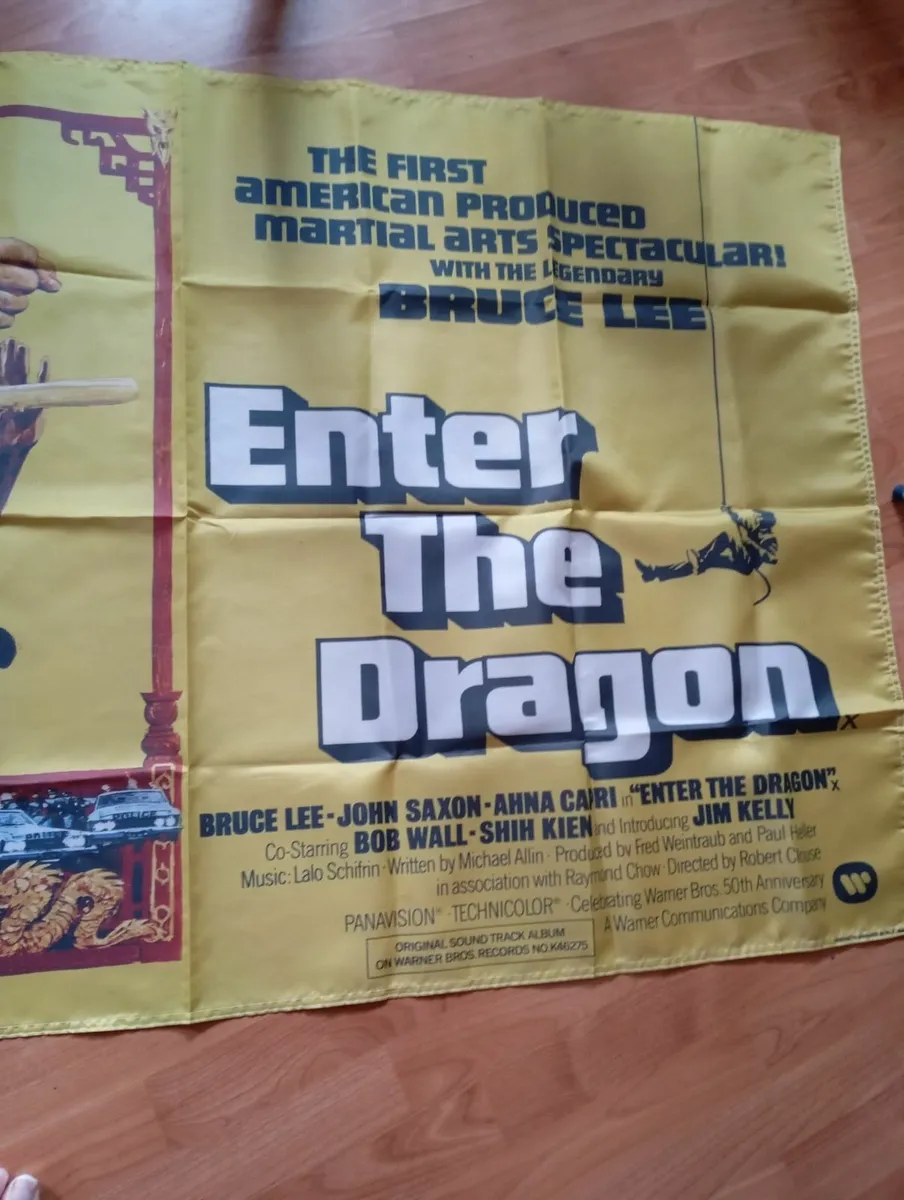 THE FIRST
AMERICAN PRODUCED
MARTIAL ARTS SPECTACULAR!
WITH THE LEGENDARY
BRUCE LEE
Enter
The
Dragon
X
BRUCE LEE-JOHN SAXON-AHNA CAPRI in "ENTER THE DRAGON" X
Co-Starring BOB WALL-SHIH KIEN and Introducing JIM KELLY
Music: Lalo Schifrin · Written by Michael Allin · Produced by Fred Weintraub and Paul Heller
in association with Raymond Chow · Directed by Robert Clouse
PANAVISION® · TECHNICOLOR® · Celebrating Warner Bros. 50th Anniversary
A Warner Communications Company
ORIGINAL SOUND TRACK ALBUM
ON WARNER BROS. RECORDS NO. K46275
POLICE